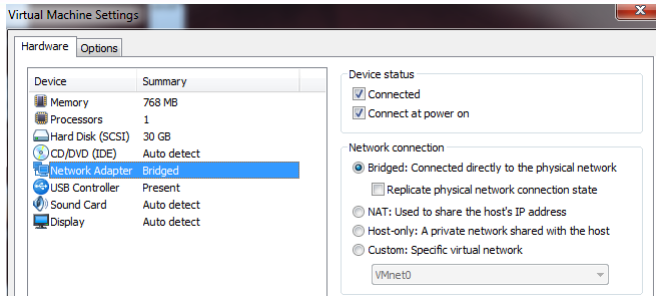 Virtual Machine Settings
Hardware Options
Device Summary
Memory 768 MB
Processors 1
Hard Disk (SCSI) 30 GB
CD/DVD (IDE) Auto detect
Network Adapter Bridged
USB Controller Present
Sound Card Auto detect
Display Auto detect
Device status
Connected
Connect at power on
Network connection
Bridged: Connected directly to the physical network
Replicate physical network connection state
NAT: Used to share the host's IP address
Host-only: A private network shared with the host
Custom: Specific virtual network
VMnet0